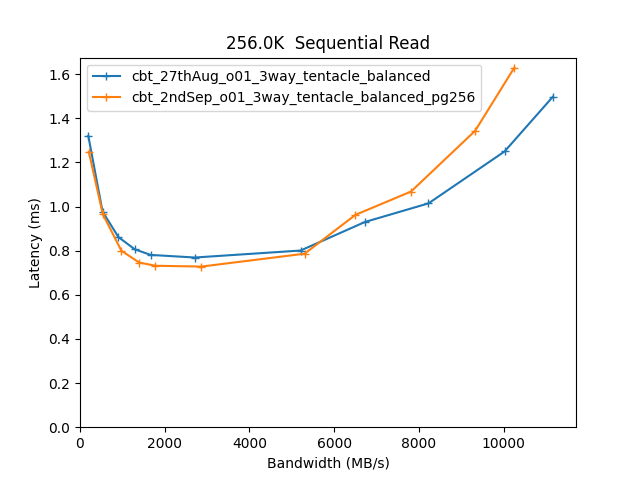 256.0K  Sequential Read
cbt_27thAug_o01_3way_tentacle_balanced
cbt_2ndSep_o01_3way_tentacle_balanced_pg256
Latency (ms)
1.6
1.4
1.2
1.0
0.8
0.6
0.4
0.2
0.0
0 2000 4000 6000 8000 10000
Bandwidth (MB/s)